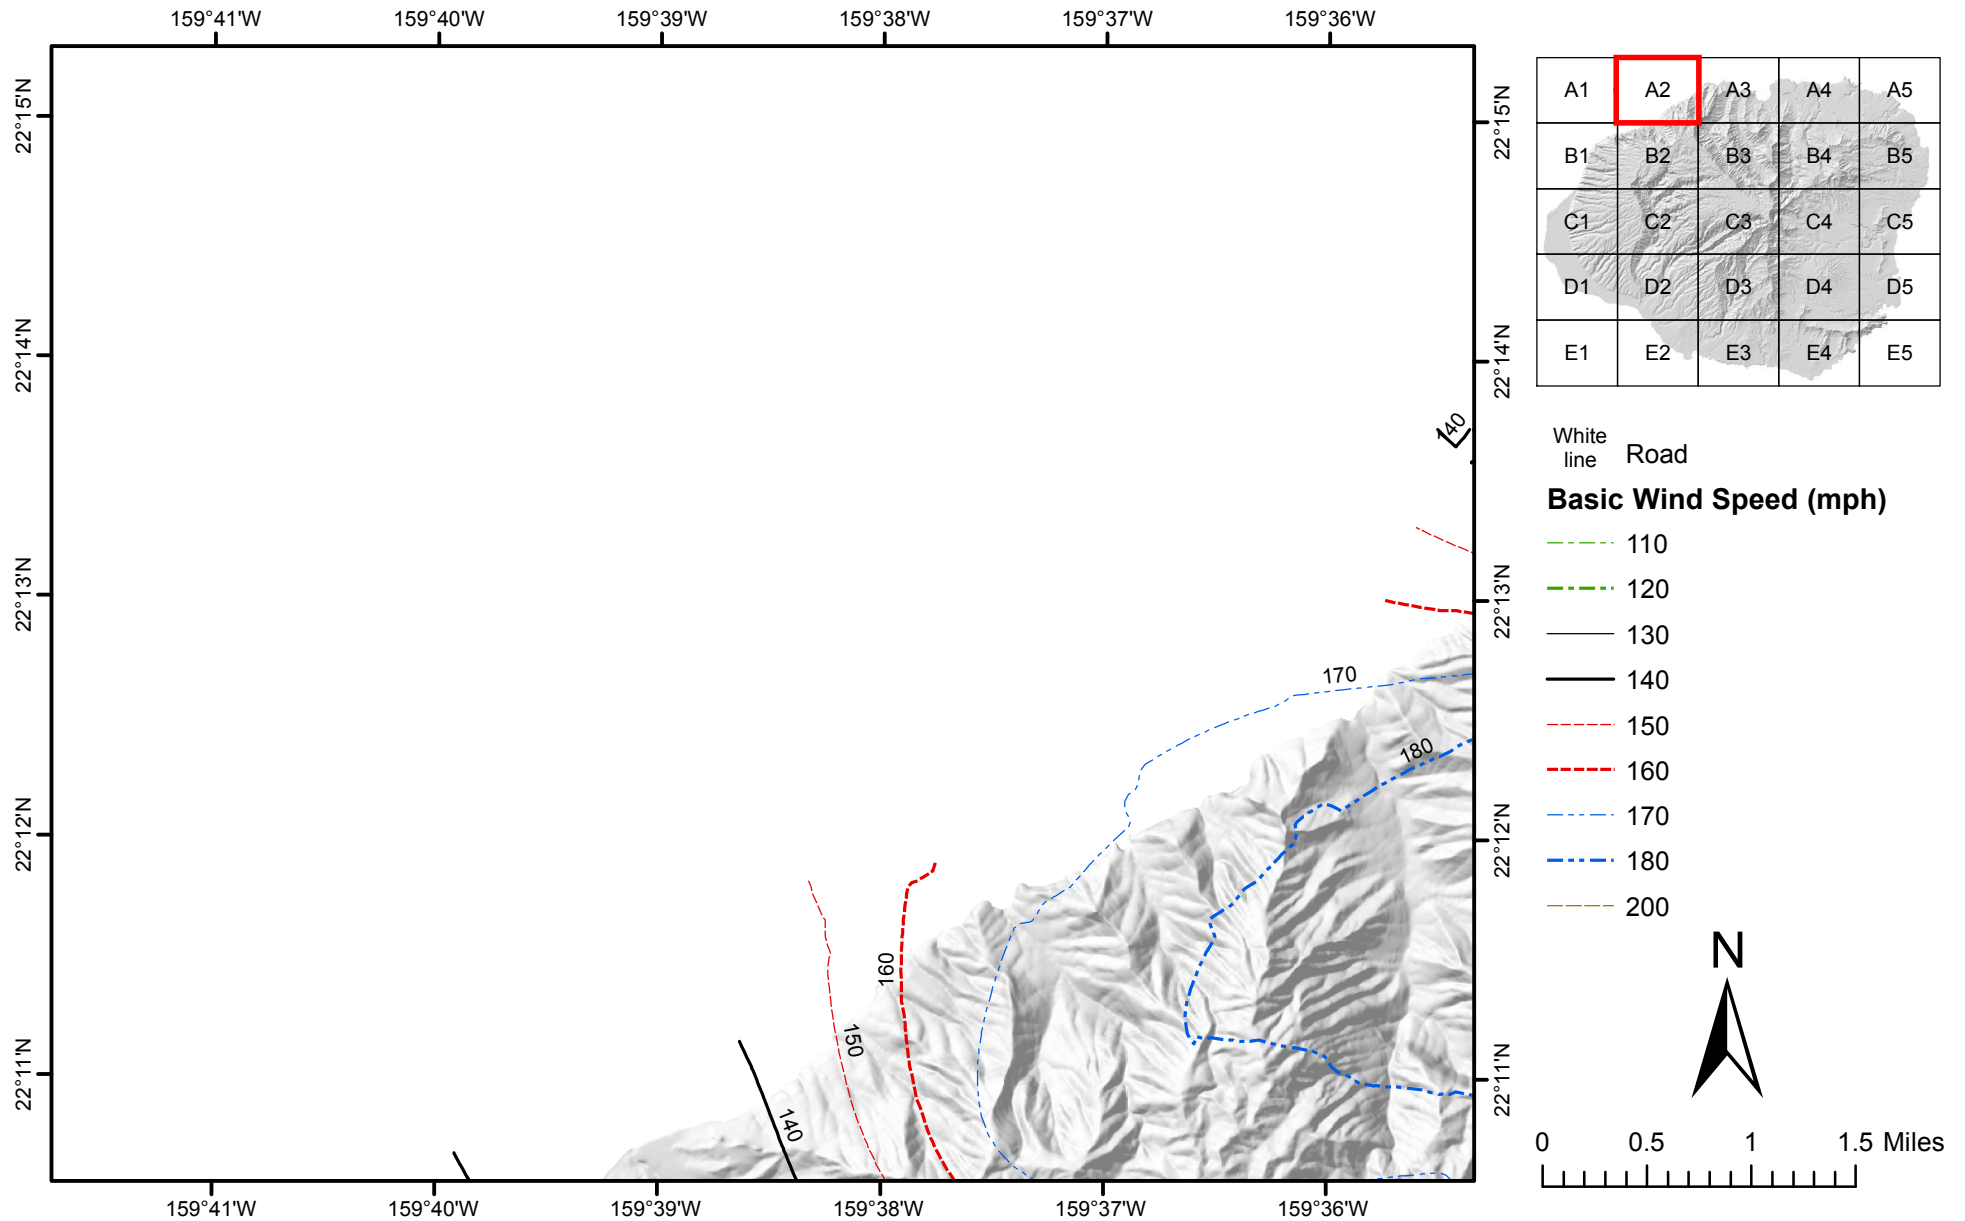 159°41'W
159°40'W
159°39'W
159°38'W
159°37'W
159°36'W
22°15'N
22°14'N
22°13'N
22°12'N
22°11'N
22°15'N
22°14'N
22°13'N
22°12'N
22°11'N
140
170
180
160
150
140
159°41'W
159°40'W
159°39'W
159°38'W
159°37'W
159°36'W
A1 A2 A3 A4 A5
B1 B2 B3 B4 B5
C1 C2 C3 C4 C5
D1 D2 D3 D4 D5
E1 E2 E3 E4 E5
White
line
Road
Basic Wind Speed (mph)
110
120
130
140
150
160
170
180
200
N
0 0.5 1 1.5 Miles